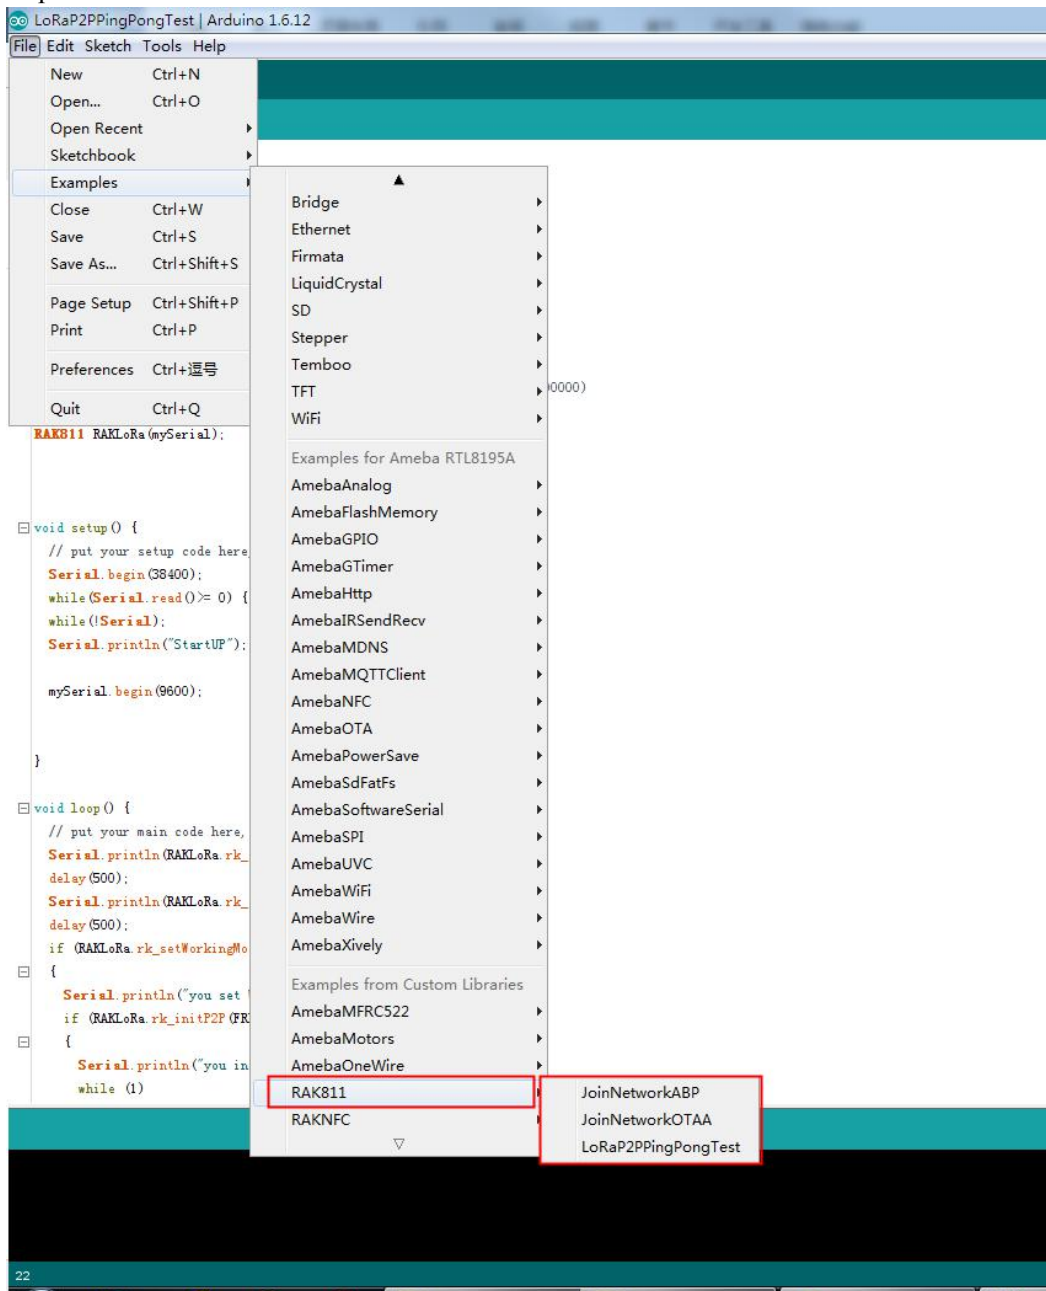 LoRaP2PPingPongTest | Arduino 1.6.12
File Edit Sketch Tools Help
New Ctrl+N
Open... Ctrl+O
Open Recent
Sketchbook
Examples
Close Ctrl+W
Save Ctrl+S
Save As... Ctrl+Shift+S
Page Setup Ctrl+Shift+P
Print Ctrl+P
Preferences Ctrl+逗号
Quit Ctrl+Q
Bridge
Ethernet
Firmata
LiquidCrystal
SD
Stepper
Temboo
TFT
WiFi
Examples for Ameba RTL8195A
AmebaAnalog
AmebaFlashMemory
AmebaGPIO
AmebaGTimer
AmebaHttp
AmebaIRSendRecv
AmebaMDNS
AmebaMQTTClient
AmebaNFC
AmebaOTA
AmebaPowerSave
AmebaSdFatFs
AmebaSoftwareSerial
AmebaSPI
AmebaUVC
AmebaWiFi
AmebaWire
AmebaXively
Examples from Custom Libraries
AmebaMFRC522
AmebaMotors
AmebaOneWire
RAK811
RAKNFC
JoinNetworkABP
JoinNetworkOTAA
LoRaP2PPingPongTest
0000)
RAK811 RAKLoRa(mySerial);
void setup() {
// put your setup code here,
Serial.begin(38400);
while(Serial.read()>= 0) {
while(!Serial);
Serial.println("StartUP");
mySerial.begin(9600);
}
void loop() {
// put your main code here,
Serial.println(RAKLoRa.rk_
delay(500);
Serial.println(RAKLoRa.rk_
delay(500);
if (RAKLoRa.rk_setWorkingMo
{
Serial.println("you set
if (RAKLoRa.rk_initP2P(FR
{
Serial.println("you in
while (1)
22